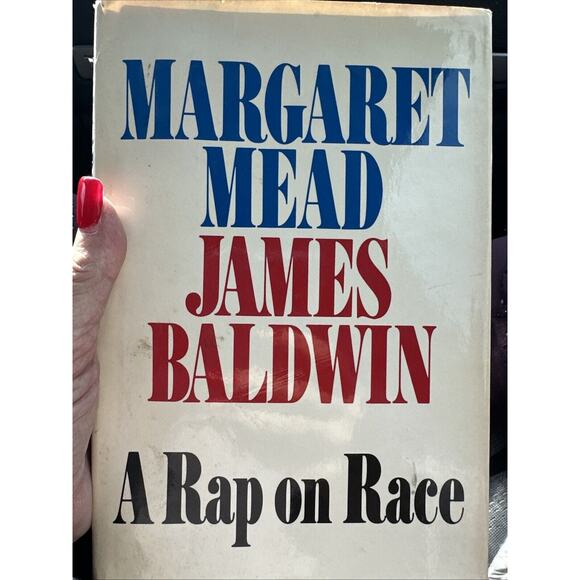 MARGARET
MEAD
JAMES
BALDWIN
A Rap on Race